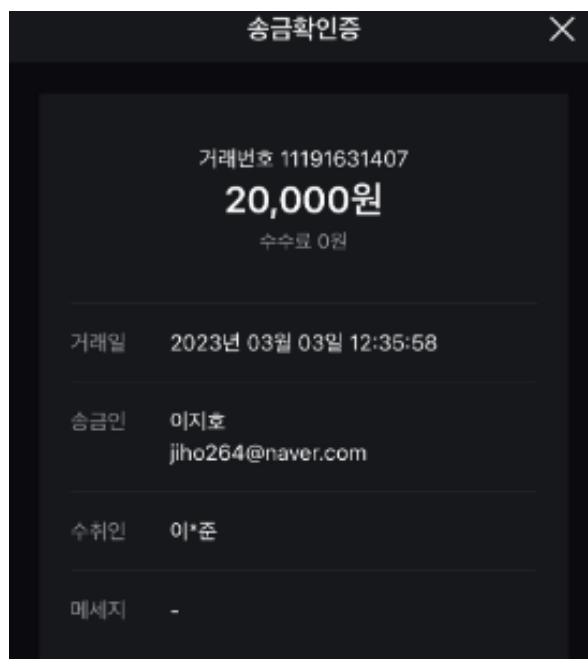 송금확인증
거래번호 11191631407
20,000원
수수료 0원
거래일 2023년 03월 03일 12:35:58
송금인 이지호
jiho264@naver.com
수취인 이*준
메세지 -